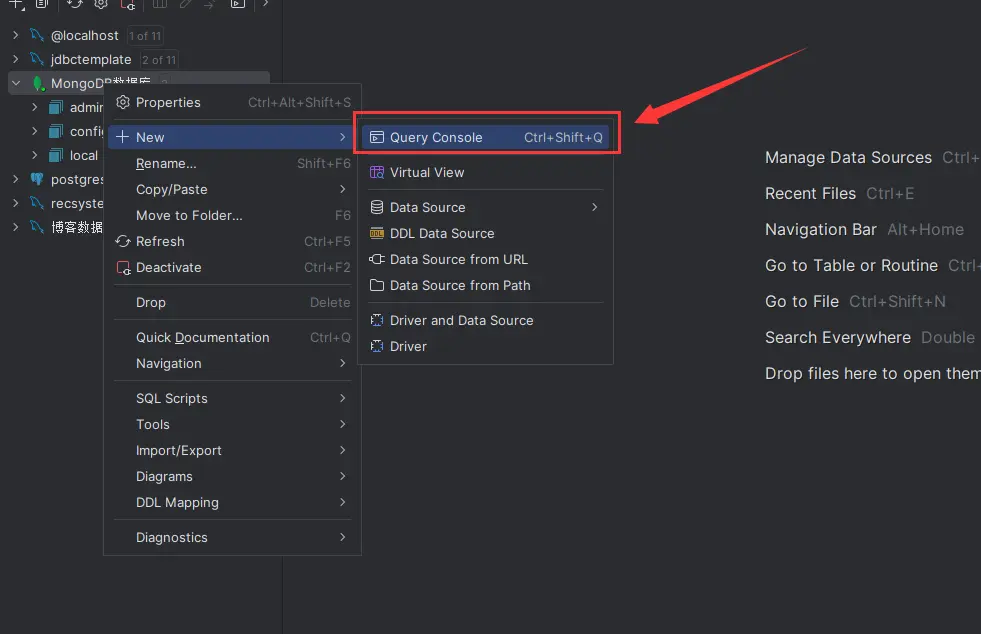 @localhost 1 of 11
jdbctemplate 2 of 11
MongoDB数据库
admin
config
local
postgres
recsyste
博客数据
Properties Ctrl+Alt+Shift+S
New
Rename... Shift+F6
Copy/Paste
Move to Folder... F6
Refresh Ctrl+F5
Deactivate Ctrl+F2
Drop Delete
Quick Documentation Ctrl+Q
Navigation
SQL Scripts
Tools
Import/Export
Diagrams
DDL Mapping
Diagnostics
Query Console Ctrl+Shift+Q
Virtual View
Data Source
DDL Data Source
Data Source from URL
Data Source from Path
Driver and Data Source
Driver
Manage Data Sources Ctrl+
Recent Files Ctrl+E
Navigation Bar Alt+Home
Go to Table or Routine Ctrl+
Go to File Ctrl+Shift+N
Search Everywhere Double
Drop files here to open them